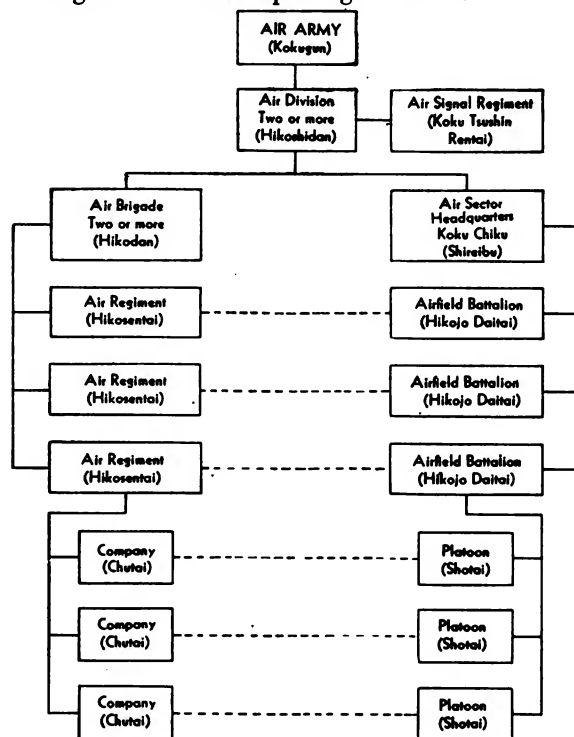 AIR ARMY
(Kokugun)
Air Division
Two or more
(Hikoshidan)
Air Signal Regiment
(Koku Tsushin
Rentai)
Air Brigade
Two or more
(Hikodan)
Air Sector
Headquarters
Koku Chiku
(Shireibu)
Air Regiment
(Hikosentai)
Airfield Battalion
(Hikojo Daitai)
Air Regiment
(Hikosentai)
Airfield Battalion
(Hikojo Daitai)
Air Regiment
(Hikosentai)
Airfield Battalion
(Hikojo Daitai)
Company
(Chutai)
Platoon
(Shotai)
Company
(Chutai)
Platoon
(Shotai)
Company
(Chutai)
Platoon
(Shotai)